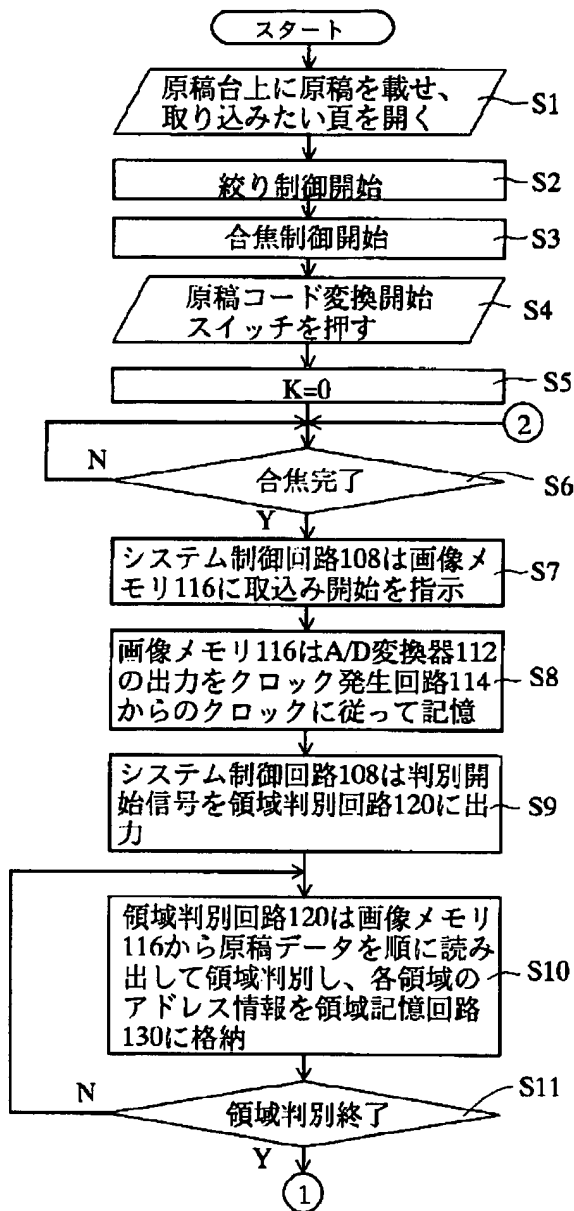 スタート
原稿台上に原稿を載せ、
取り込みたい頁を開く
S1
絞り制御開始
S2
合焦制御開始
S3
原稿コード変換開始
スイッチを押す
S4
K=0
S5
2
N
合焦完了
S6
Y
システム制御回路108は画像メ
モリ116に取込み開始を指示
S7
画像メモリ116はA/D変換器112
の出力をクロック発生回路114
からのクロックに従って記憶
S8
システム制御回路108は判別開
始信号を領域判別回路120に出
力
S9
領域判別回路120は画像メモリ
116から原稿データを順に読み
出して領域判別し、各領域の
アドレス情報を領域記憶回路
130に格納
S10
N
領域判別終了
S11
Y
1